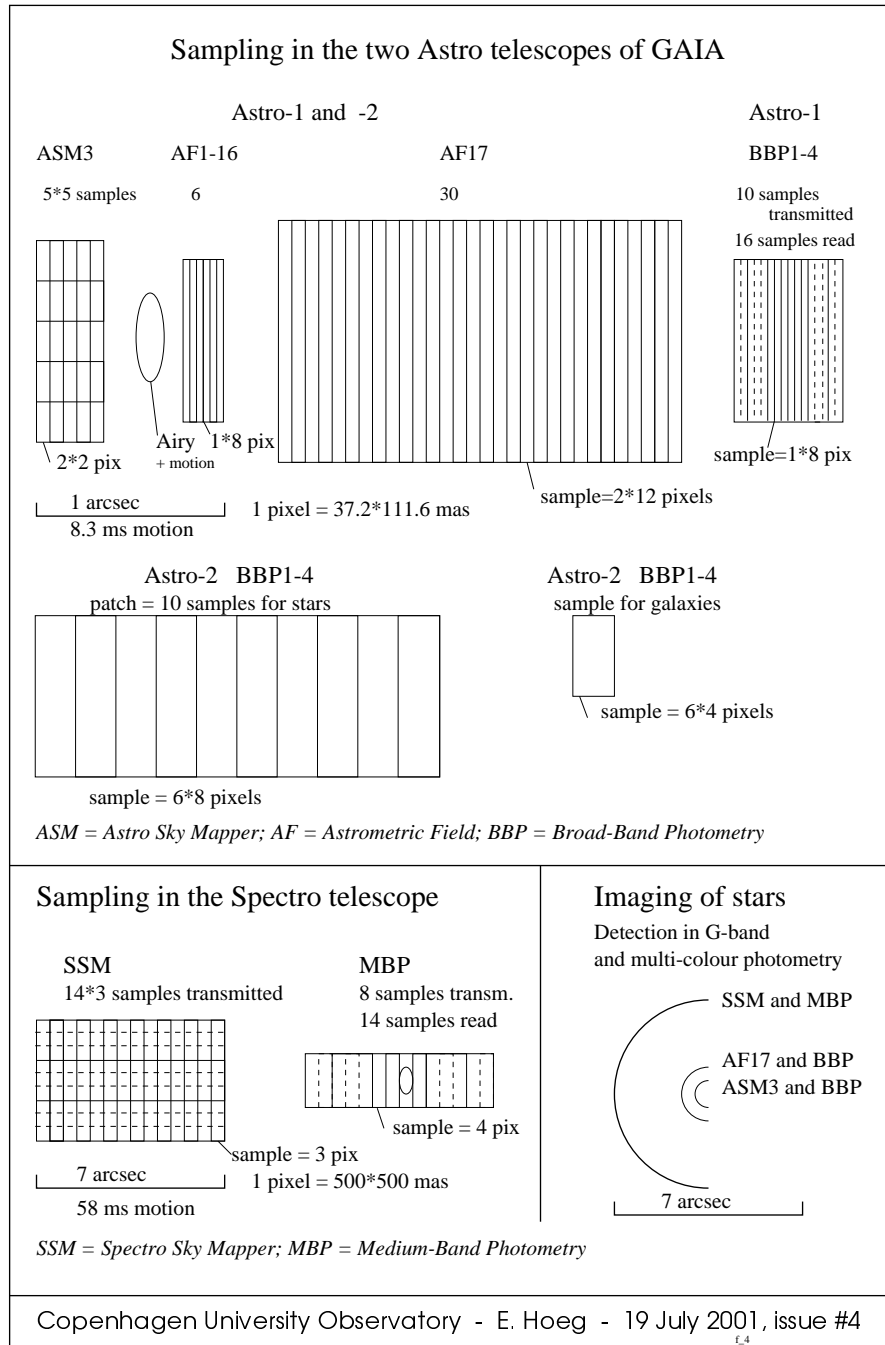 Sampling in the two Astro telescopes of GAIA
Astro-1 and -2
Astro-1
ASM3
AF1-16
AF17
BBP1-4
5*5 samples
6
30
10 samples
transmitted
16 samples read
2*2 pix
Airy
+ motion
1*8 pix
sample=2*12 pixels
sample=1*8 pix
1 arcsec
8.3 ms motion
1 pixel = 37.2*111.6 mas
Astro-2 BBP1-4
patch = 10 samples for stars
sample = 6*8 pixels
Astro-2 BBP1-4
sample for galaxies
sample = 6*4 pixels
ASM = Astro Sky Mapper; AF = Astrometric Field; BBP = Broad-Band Photometry
Sampling in the Spectro telescope
SSM
14*3 samples transmitted
MBP
8 samples transm.
14 samples read
sample = 3 pix
sample = 4 pix
7 arcsec
58 ms motion
1 pixel = 500*500 mas
SSM = Spectro Sky Mapper; MBP = Medium-Band Photometry
Imaging of stars
Detection in G-band
and multi-colour photometry
SSM and MBP
AF17 and BBP
ASM3 and BBP
7 arcsec
Copenhagen University Observatory - E. Hoeg - 19 July 2001, issue #4
f_4